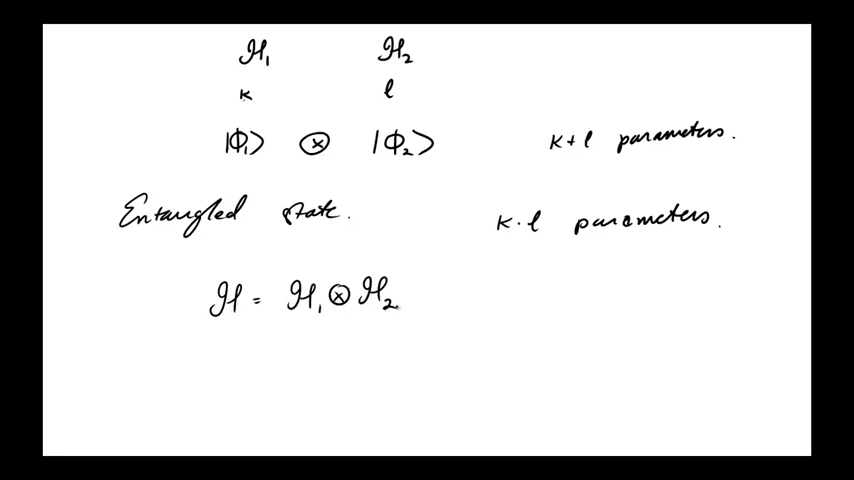 ℋ₁ ℋ₂
k l
|Φ₁⟩ ⊗ |Φ₂⟩ k+l parameters.
Entangled state. k·l parameters.
ℋ = ℋ₁ ⊗ ℋ₂